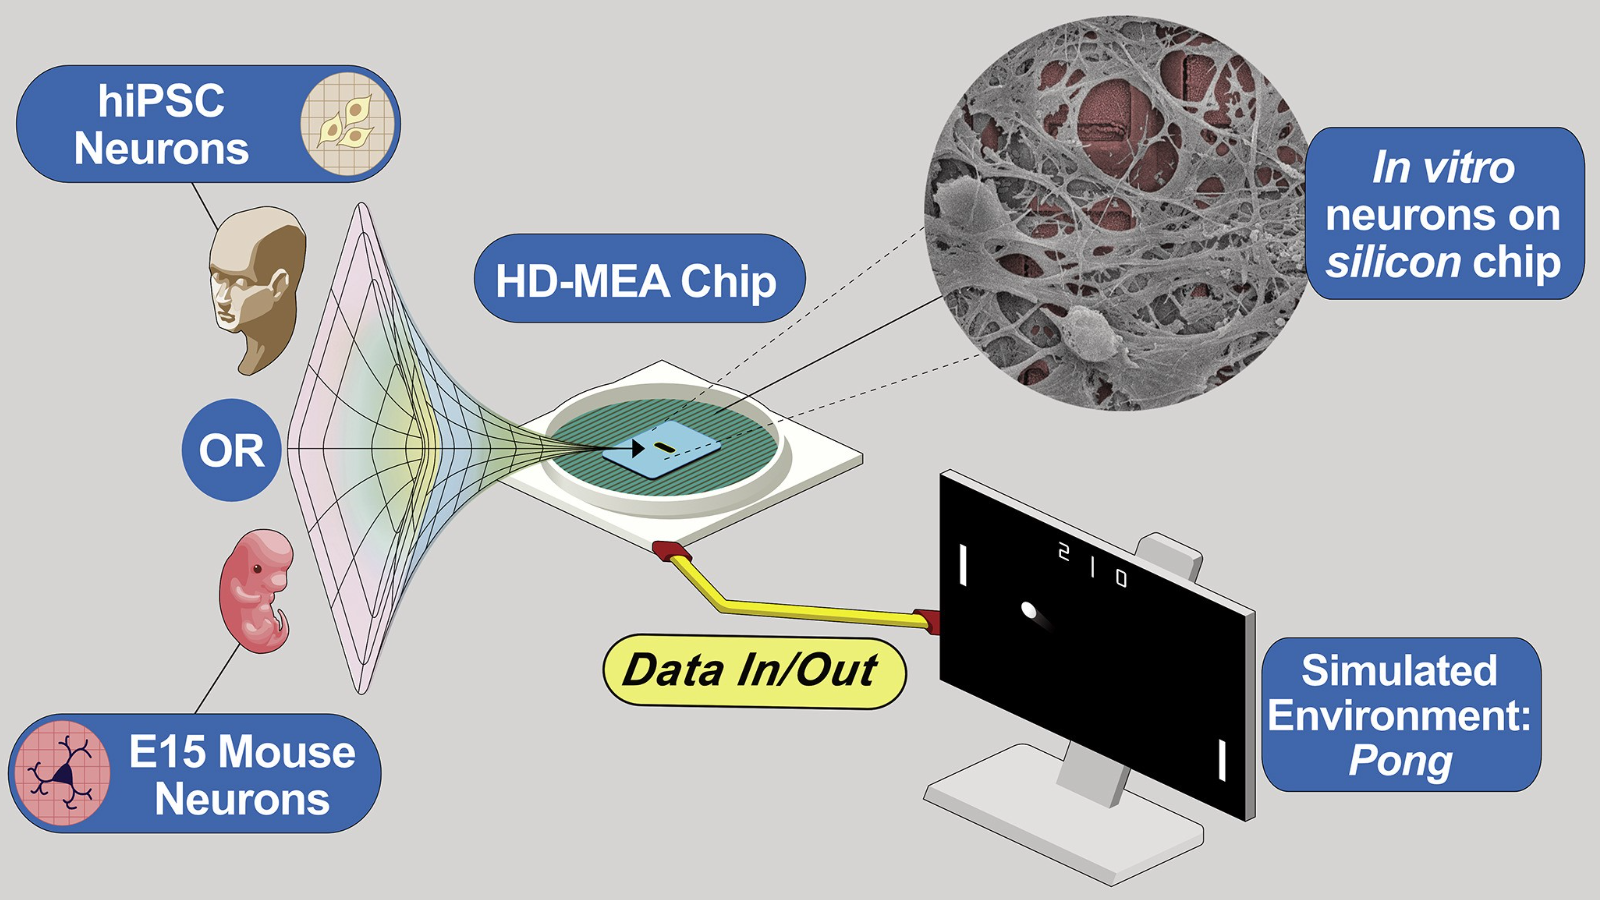 hiPSC
Neurons
OR
E15 Mouse
Neurons
HD-MEA Chip
In vitro
neurons on
silicon chip
Data In/Out
2 | 0
Simulated
Environment:
Pong